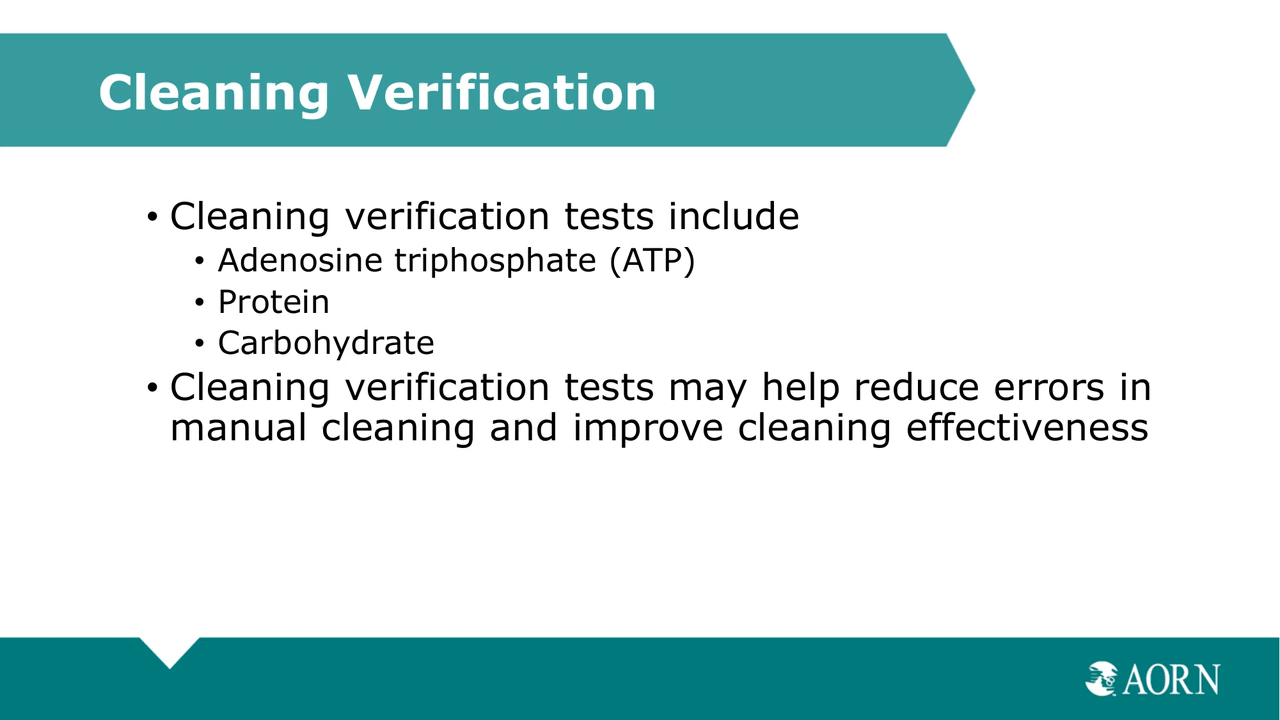 Cleaning Verification
• Cleaning verification tests include
• Adenosine triphosphate (ATP)
• Protein
• Carbohydrate
• Cleaning verification tests may help reduce errors in
manual cleaning and improve cleaning effectiveness
AORN